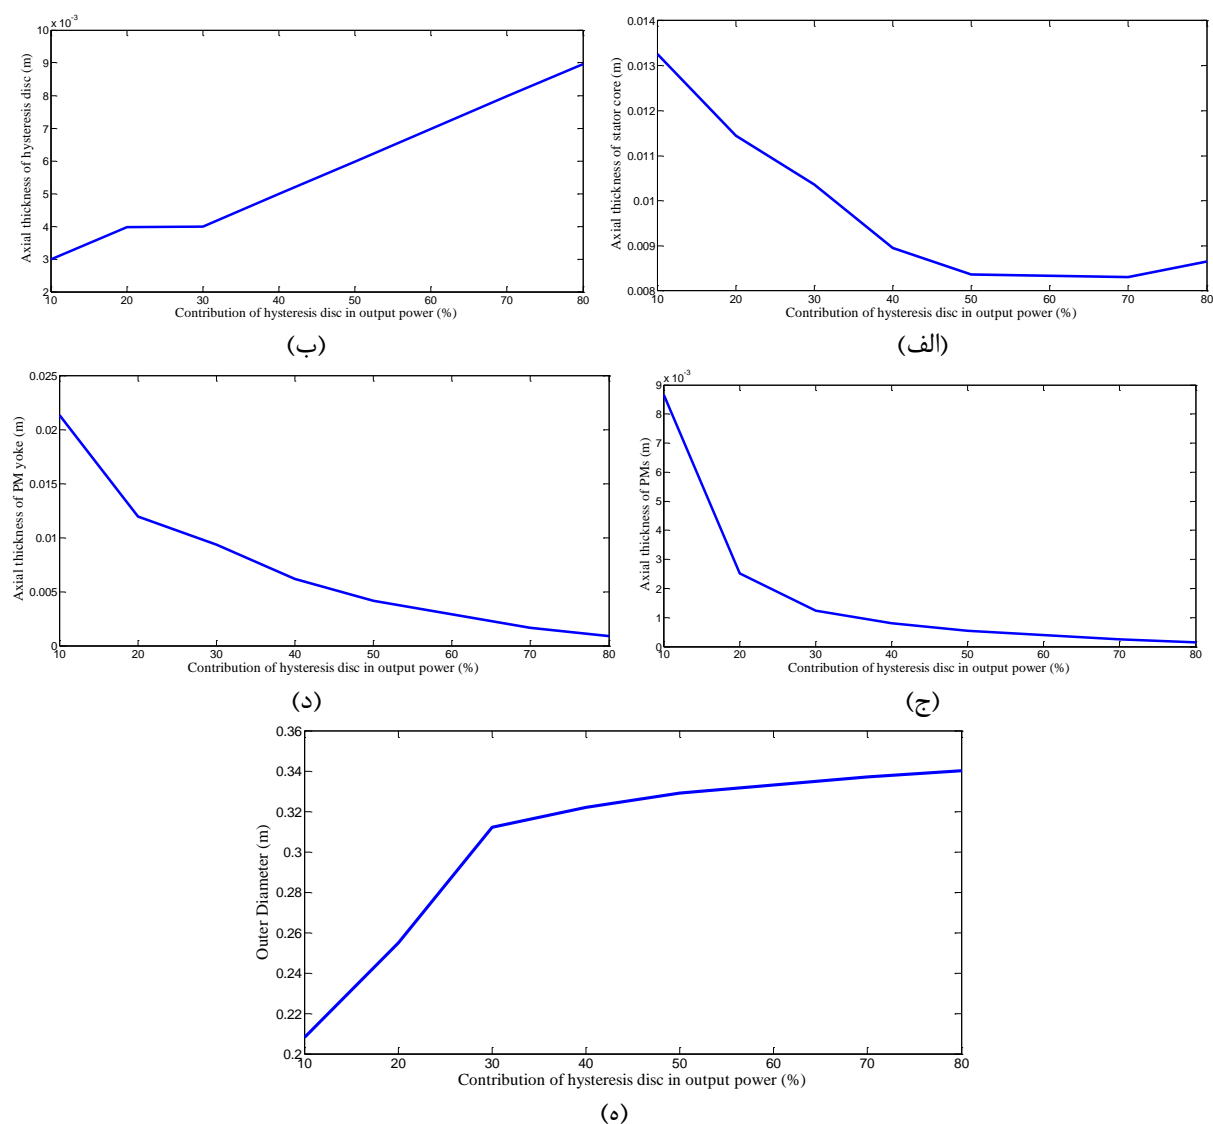 x 10-3
10
9
8
7
6
5
4
3
2
Axial thickness of hysteresis disc (m)
10 20 30 40 50 60 70 80
Contribution of hysteresis disc in output power (%)
(ب)
0.014
0.013
0.012
0.011
0.01
0.009
0.008
Axial thickness of stator core (m)
10 20 30 40 50 60 70 80
Contribution of hysteresis disc in output power (%)
(الف)
0.025
0.02
0.015
0.01
0.005
0
Axial thickness of PM yoke (m)
10 20 30 40 50 60 70 80
Contribution of hysteresis disc in output power (%)
(د)
x 10-3
9
8
7
6
5
4
3
2
1
0
Axial thickness of PMs (m)
10 20 30 40 50 60 70 80
Contribution of hysteresis disc in output power (%)
(ج)
0.36
0.34
0.32
0.3
0.28
0.26
0.24
0.22
0.2
Outer Diameter (m)
10 20 30 40 50 60 70 80
Contribution of hysteresis disc in output power (%)
(ه)